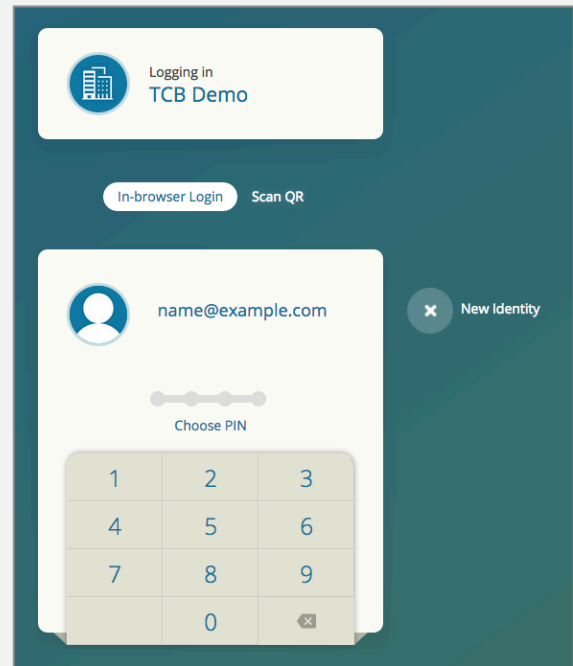 Logging in
TCB Demo
In-browser Login Scan QR
name@example.com
New Identity
Choose PIN
1 2 3
4 5 6
7 8 9
0